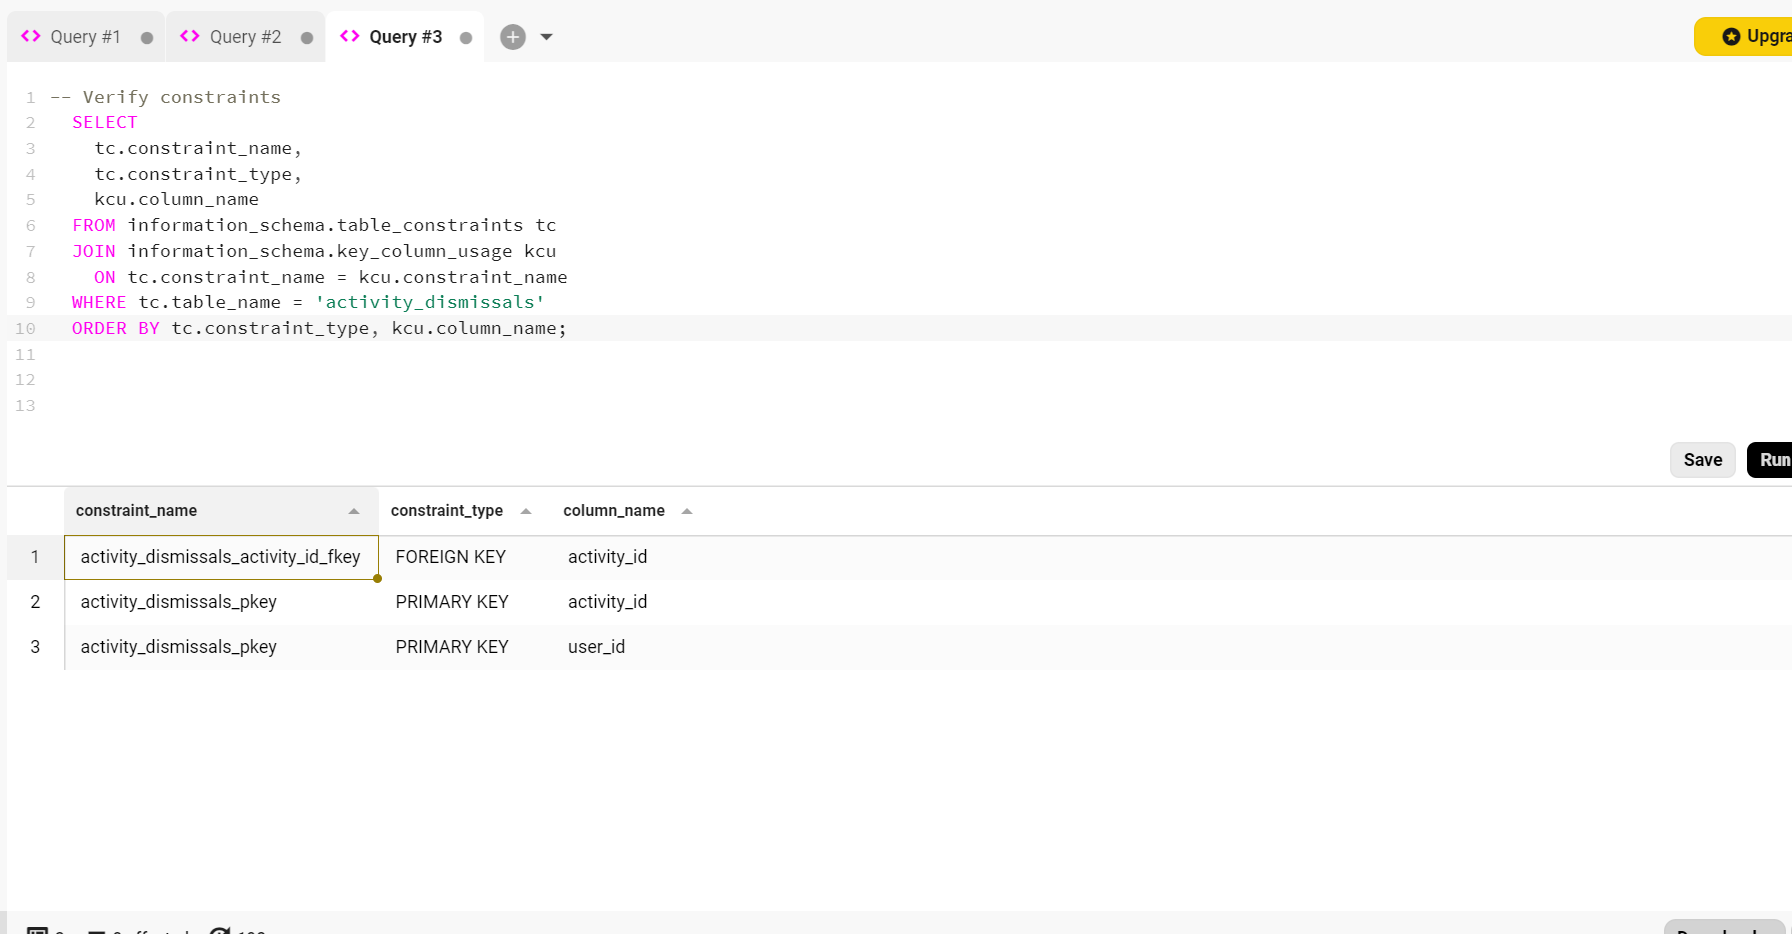 Query #1
Query #2
Query #3
1 -- Verify constraints
2 SELECT
3 tc.constraint_name,
4 tc.constraint_type,
5 kcu.column_name
6 FROM information_schema.table_constraints tc
7 JOIN information_schema.key_column_usage kcu
8 ON tc.constraint_name = kcu.constraint_name
9 WHERE tc.table_name = 'activity_dismissals'
10 ORDER BY tc.constraint_type, kcu.column_name;
11
12
13
Save Run
constraint_name constraint_type column_name
1 activity_dismissals_activity_id_fkey FOREIGN KEY activity_id
2 activity_dismissals_pkey PRIMARY KEY activity_id
3 activity_dismissals_pkey PRIMARY KEY user_id